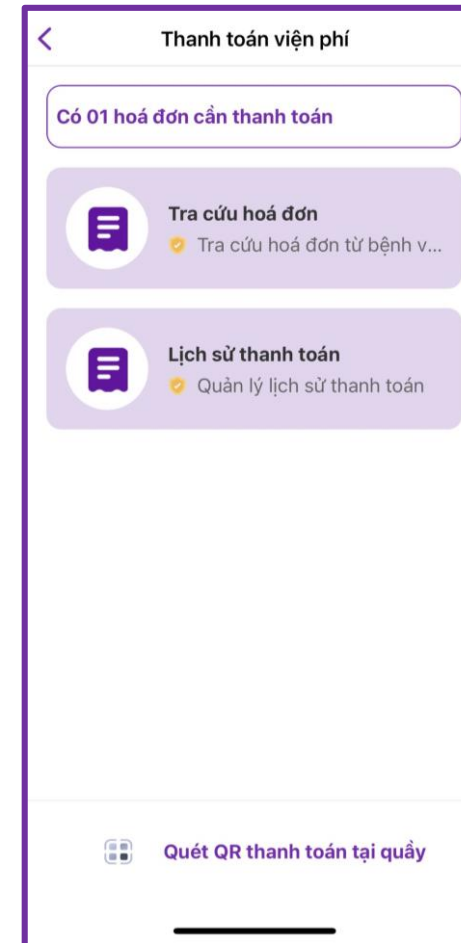 Thanh toán viện phí
Có 01 hoá đơn cần thanh toán
Tra cứu hoá đơn
Tra cứu hoá đơn từ bệnh v...
Lịch sử thanh toán
Quản lý lịch sử thanh toán
Quét QR thanh toán tại quầy